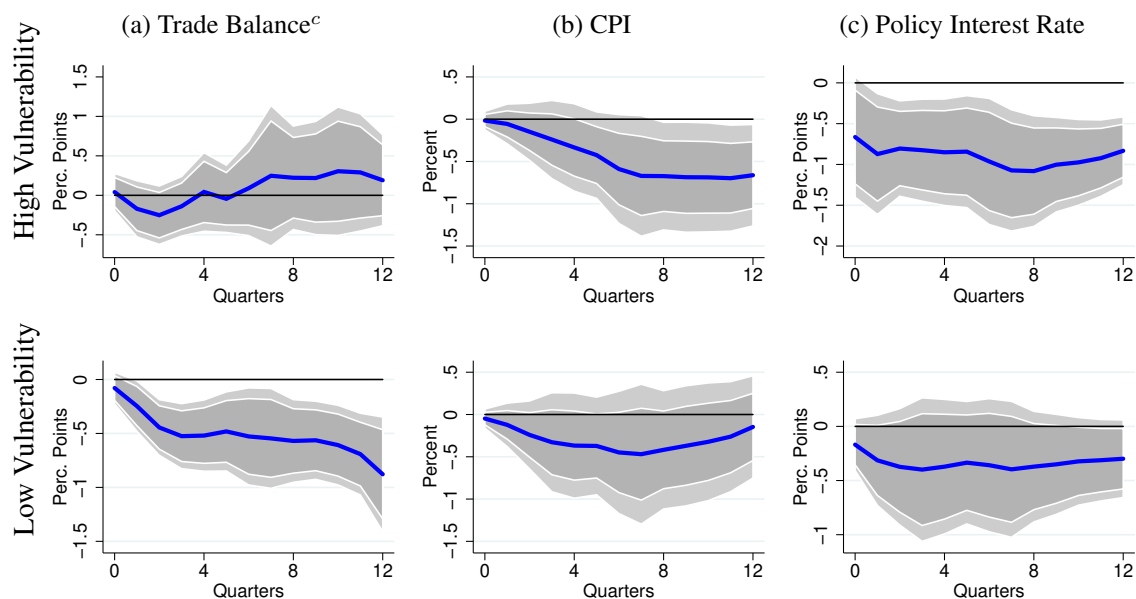 (a) Trade Balance^c
(b) CPI
(c) Policy Interest Rate
High Vulnerability
Perc. Points
1.5
1
.5
0
−.5
0 4 8 12
Quarters
Percent
.5
0
−.5
−1
−1.5
0 4 8 12
Quarters
Perc. Points
0
−.5
−1
−1.5
−2
0 4 8 12
Quarters
Low Vulnerability
Perc. Points
0
−.5
−1
−1.5
0 4 8 12
Quarters
Percent
.5
0
−.5
−1
−1.5
0 4 8 12
Quarters
Perc. Points
.5
0
−.5
−1
0 4 8 12
Quarters